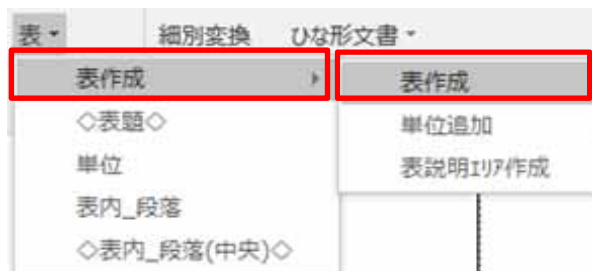 表 細別変換 ひな形文書
表作成 表作成
◇表題◇ 単位追加
単位 表説明ｴﾘｱ作成
表内_段落
◇表内_段落(中央)◇